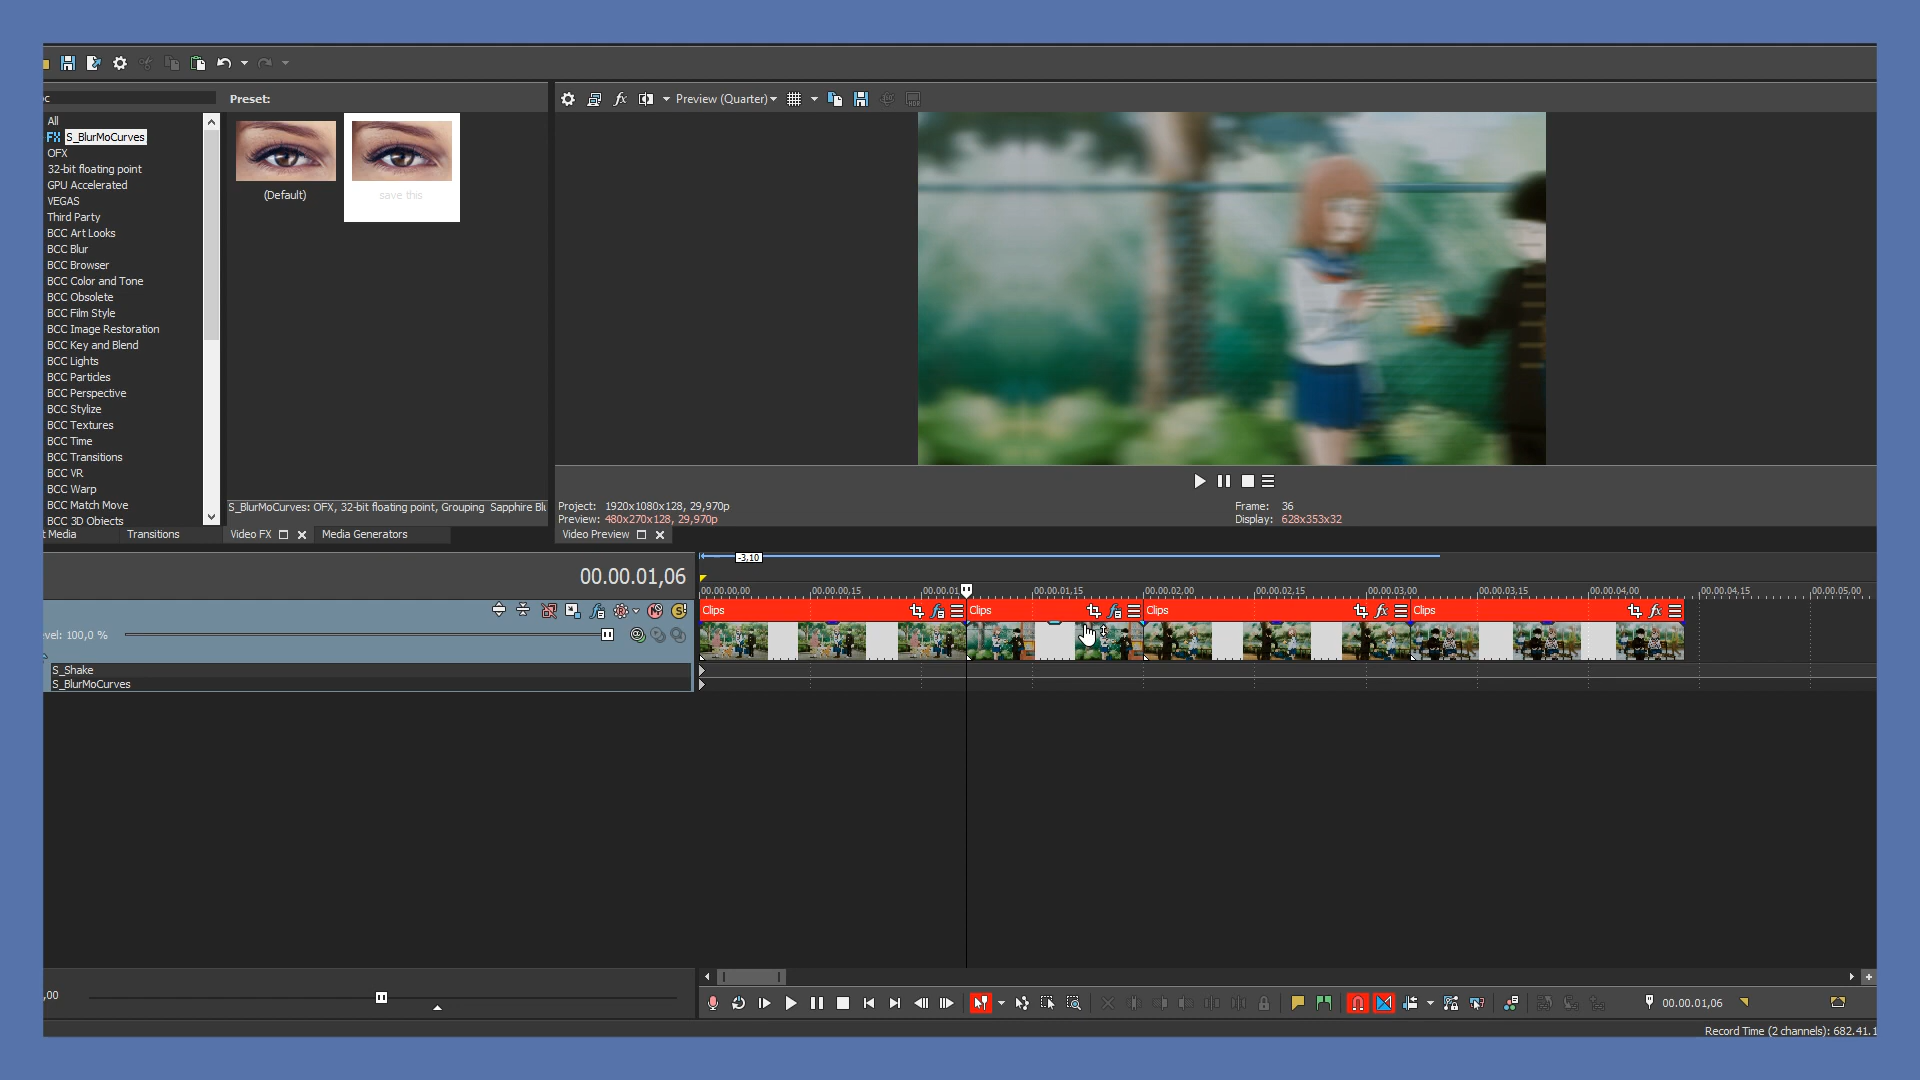 c
Preset:
Preview (Quarter)
All
FX S_BlurMoCurves
OFX
32-bit floating point
GPU Accelerated
VEGAS
Third Party
BCC Art Looks
BCC Blur
BCC Browser
BCC Color and Tone
BCC Obsolete
BCC Film Style
BCC Image Restoration
BCC Key and Blend
BCC Lights
BCC Particles
BCC Perspective
BCC Stylize
BCC Textures
BCC Time
BCC Transitions
BCC VR
BCC Warp
BCC Match Move
BCC 3D Objects
(Default)
save this
S_BlurMoCurves: OFX, 32-bit floating point, Grouping Sapphire Blu
t Media
Transitions
Video FX
Media Generators
Project: 1920x1080x128, 29,970p
Preview: 480x270x128, 29,970p
Frame: 36
Display: 628x353x32
Video Preview
-3.10
00.00.01,06
00.00.00,00
00.00.00,15
00.00.01
00.00.01,15
00.00.02,00
00.00.02,15
00.00.03,00
00.00.03,15
00.00.04,00
00.00.04,15
00.00.05,00
Clips
Clips
Clips
Clips
vel: 100,0 %
S_Shake
S_BlurMoCurves
,00
00.00.01,06
Record Time (2 channels): 682.41.1